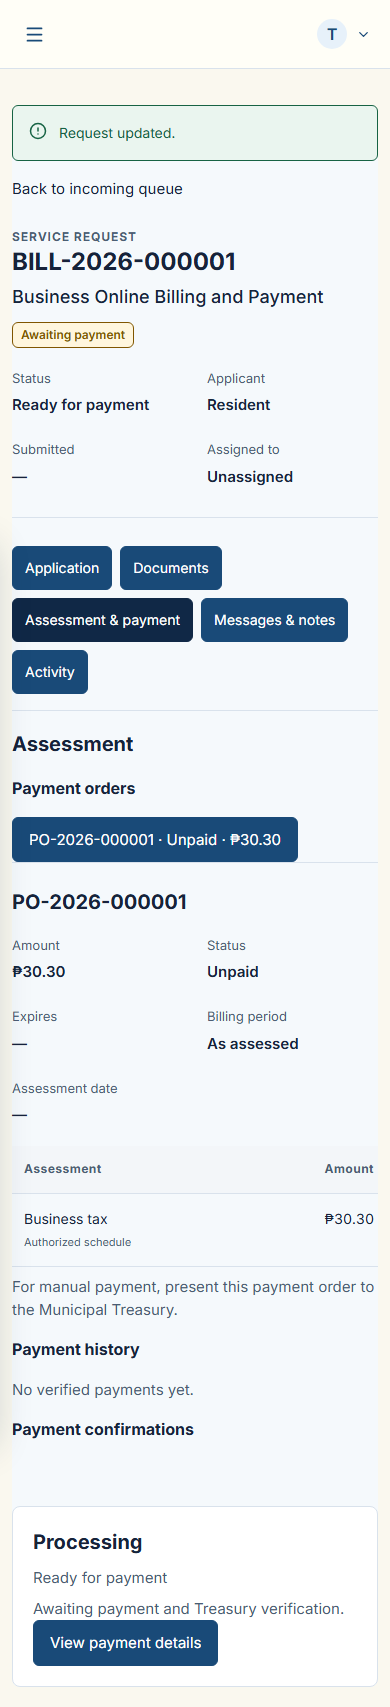 T
Request updated.
Back to incoming queue
SERVICE REQUEST
BILL-2026-000001
Business Online Billing and Payment
Awaiting payment
Status Applicant
Ready for payment Resident
Submitted Assigned to
— Unassigned
Application Documents
Assessment & payment Messages & notes
Activity
Assessment
Payment orders
PO-2026-000001 · Unpaid · ₱30.30
PO-2026-000001
Amount Status
₱30.30 Unpaid
Expires Billing period
— As assessed
Assessment date
—
Assessment Amount
Business tax ₱30.30
Authorized schedule
For manual payment, present this payment order to
the Municipal Treasury.
Payment history
No verified payments yet.
Payment confirmations
Processing
Ready for payment
Awaiting payment and Treasury verification.
View payment details